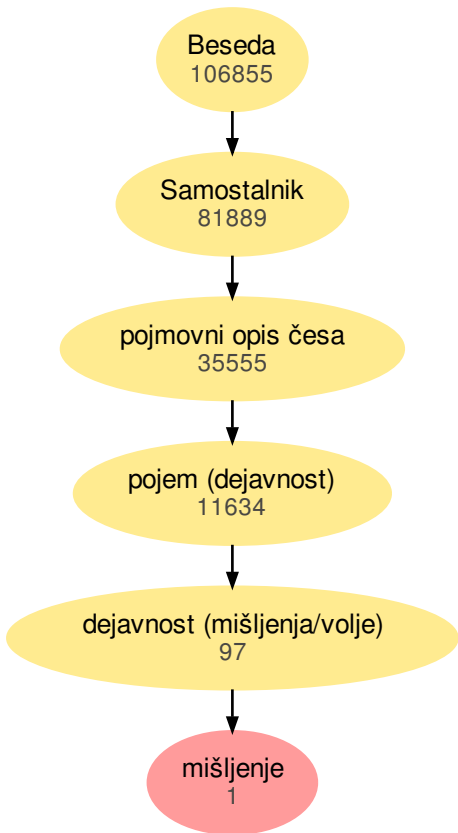 Beseda
106855
Samostalnik
81889
pojmovni opis česa
35555
pojem (dejavnost)
11634
dejavnost (mišljenja/volje)
97
mišljenje
1